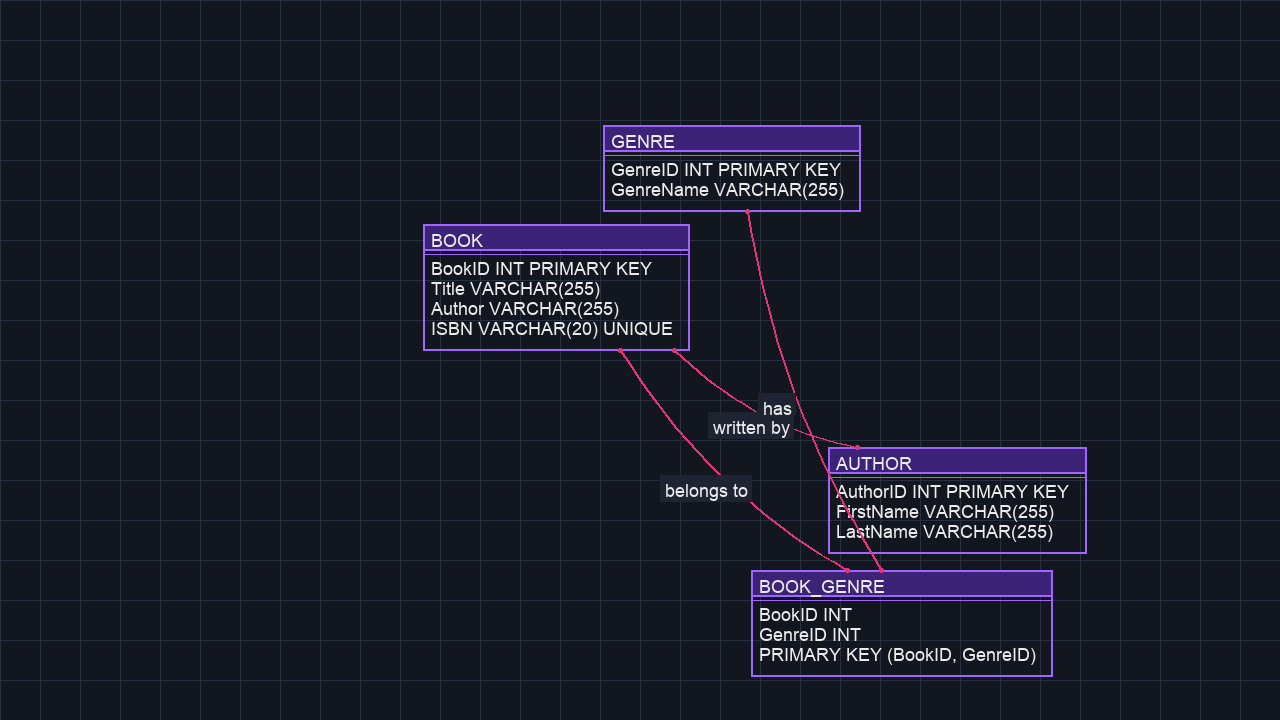 GENRE
GenreID INT PRIMARY KEY
GenreName VARCHAR(255)
BOOK
BookID INT PRIMARY KEY
Title VARCHAR(255)
Author VARCHAR(255)
ISBN VARCHAR(20) UNIQUE
has
written by
belongs to
AUTHOR
AuthorID INT PRIMARY KEY
FirstName VARCHAR(255)
LastName VARCHAR(255)
BOOK_GENRE
BookID INT
GenreID INT
PRIMARY KEY (BookID, GenreID)